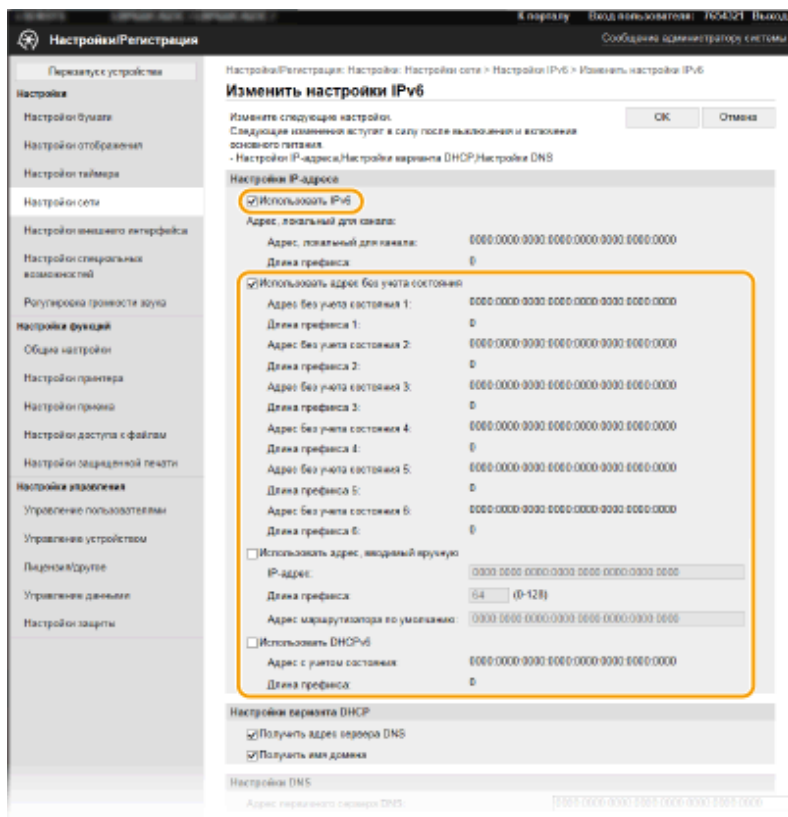 К порталу Вход пользователя: 7654321 Выход
Настройки/Регистрация
Сообщение администратору системы
Перезапуск устройства
Настройки/Регистрация: Настройки: Настройки сети > Настройки IPv6 > Изменить настройки IPv6
Настройки
Изменить настройки IPv6
Настройки бумаги
Настройки отображения
Настройки таймера
Настройки сети
Настройки внешнего интерфейса
Настройки специальных
возможностей
Регулировка громкости звука
Настройки функций
Общие настройки
Настройки принтера
Настройки приема
Настройки доступа к файлам
Настройки защищенной печати
Настройки управления
Управление пользователями
Управление устройством
Лицензия/другое
Управление данными
Настройки защиты
Измените следующие настройки.
Следующие изменения вступят в силу после выключения и включения
основного питания.
- Настройки IP-адреса,Настройки варианта DHCP,Настройки DNS
OK Отмена
Настройки IP-адреса
Использовать IPv6
Адрес, локальный для канала:
Адрес, локальный для канала: 0000:0000:0000:0000:0000:0000:0000:0000
Длина префикса: 0
Использовать адрес без учета состояния
Адрес без учета состояния 1: 0000:0000:0000:0000:0000:0000:0000:0000
Длина префикса 1: 0
Адрес без учета состояния 2: 0000:0000:0000:0000:0000:0000:0000:0000
Длина префикса 2: 0
Адрес без учета состояния 3: 0000:0000:0000:0000:0000:0000:0000:0000
Длина префикса 3: 0
Адрес без учета состояния 4: 0000:0000:0000:0000:0000:0000:0000:0000
Длина префикса 4: 0
Адрес без учета состояния 5: 0000:0000:0000:0000:0000:0000:0000:0000
Длина префикса 5: 0
Адрес без учета состояния 6: 0000:0000:0000:0000:0000:0000:0000:0000
Длина префикса 6: 0
Использовать адрес, вводимый вручную
IP-адрес: 0000:0000:0000:0000:0000:0000:0000:0000
Длина префикса: 64 (0-128)
Адрес маршрутизатора по умолчанию: 0000:0000:0000:0000:0000:0000:0000:0000
Использовать DHCPv6
Адрес с учетом состояния: 0000:0000:0000:0000:0000:0000:0000:0000
Длина префикса: 0
Настройки варианта DHCP
Получить адрес сервера DNS
Получить имя домена
Настройки DNS
Адрес первичного сервера DNS: 0000:0000:0000:0000:0000:0000:0000:0000